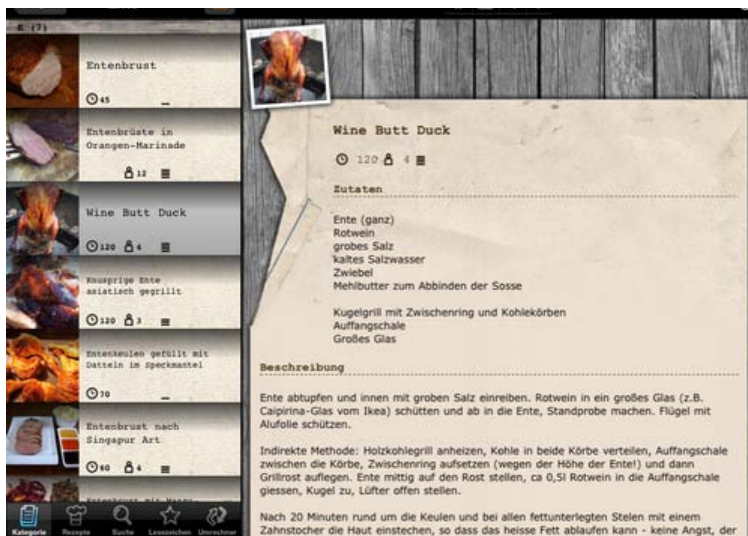 E (7)
Entenbrust
45
Entenbrüste in
Orangen-Marinade
12
Wine Butt Duck
120 4
Knusprige Ente
asiatisch gegrillt
120 3
Entenkeulen gefüllt mit
Datteln im Speckmantel
70
Entenbrust nach
Singapur Art
60 4
Entenbrust mit Mango-
Kategorie Rezepte Suche Lesezeichen Umrechner
Wine Butt Duck
120 4
Zutaten
Ente (ganz)
Rotwein
grobes Salz
kaltes Salzwasser
Zwiebel
Mehlbutter zum Abbinden der Sosse
Kugelgrill mit Zwischenring und Kohlekörben
Auffangschale
Großes Glas
Beschreibung
Ente abtupfen und innen mit groben Salz einreiben. Rotwein in ein großes Glas (z.B.
Caipirina-Glas vom Ikea) schütten und ab in die Ente, Standprobe machen. Flügel mit
Alufolie schützen.
Indirekte Methode: Holzkohlegrill anheizen, Kohle in beide Körbe verteilen, Auffangschale
zwischen die Körbe, Zwischenring aufsetzen (wegen der Höhe der Ente!) und dann
Grillrost auflegen. Ente mittig auf den Rost stellen, ca 0,5l Rotwein in die Auffangschale
giessen, Kugel zu, Lüfter offen stellen.
Nach 20 Minuten rund um die Keulen und bei allen fettunterlegten Stelen mit einem
Zahnstocher die Haut einstechen, so dass das heisse Fett ablaufen kann - keine Angst, der